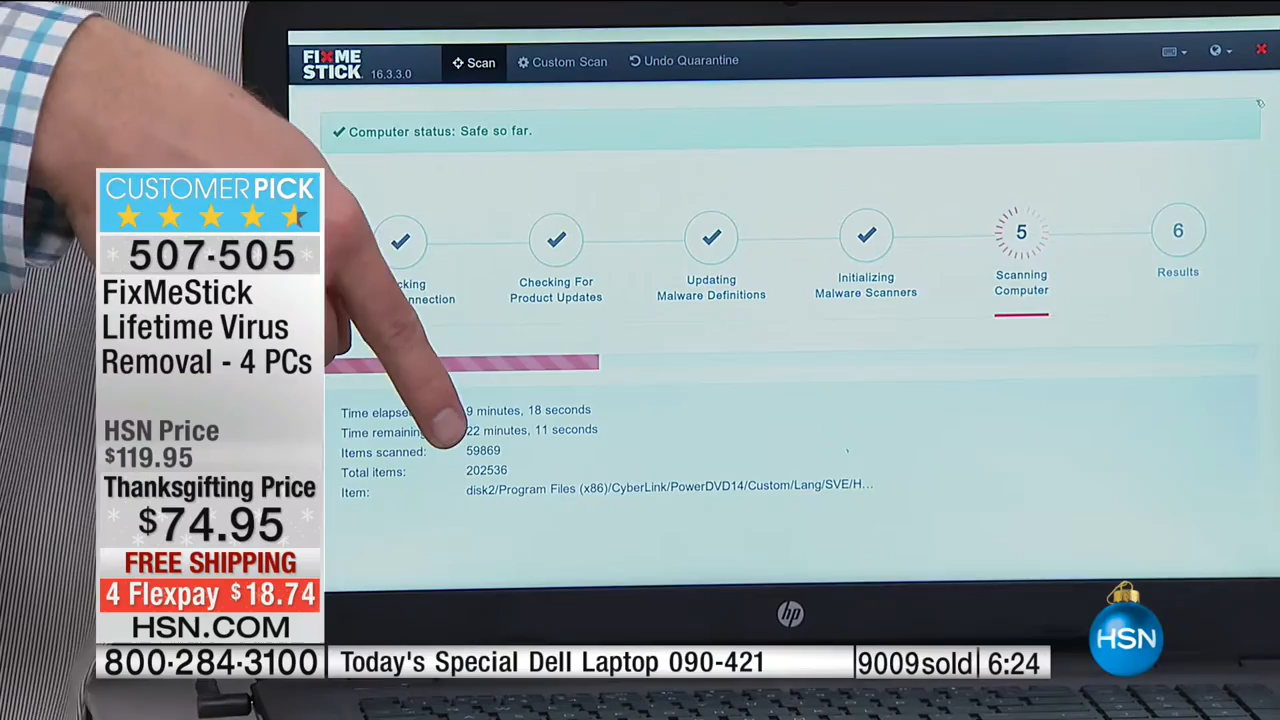 FIXME
STICK 16.3.3.0
Scan
Custom Scan
Undo Quarantine
Computer status: Safe so far.
Checking For
Product Updates
Updating
Malware Definitions
Initializing
Malware Scanners
5
Scanning
Computer
6
Results
Time 9 minutes, 18 seconds
Time 22 minutes, 11 seconds
Items scanned: 59869
Total items: 202536
Item: disk2/Program Files (x86)/CyberLink/PowerDVD14/Custom/Lang/SVE/H...
hp
CUSTOMER PICK
507-505
FixMeStick
Lifetime Virus
Removal - 4 PCs
HSN Price
$119.95
Thanksgifting Price
$74.95
FREE SHIPPING
4 Flexpay $18.74
HSN.COM
800-284-3100
Today's Special Dell Laptop 090-421
9009sold
6:24
HSN